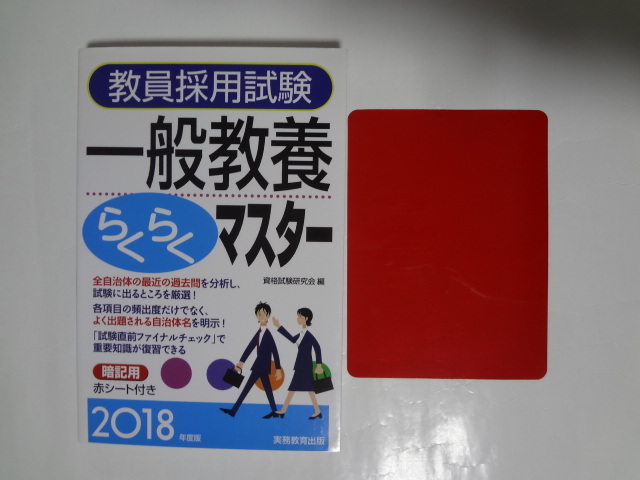 教員採用試験
一般教養
らくらく マスター
資格試験研究会 編
全自治体の最近の過去問を分析し、
試験に出るところを厳選！
各項目の頻出度だけでなく、
よく出題される自治体名を明示！
「試験直前ファイナルチェック」で
重要知識が復習できる
暗記用
赤シート付き
2018年度版
実務教育出版